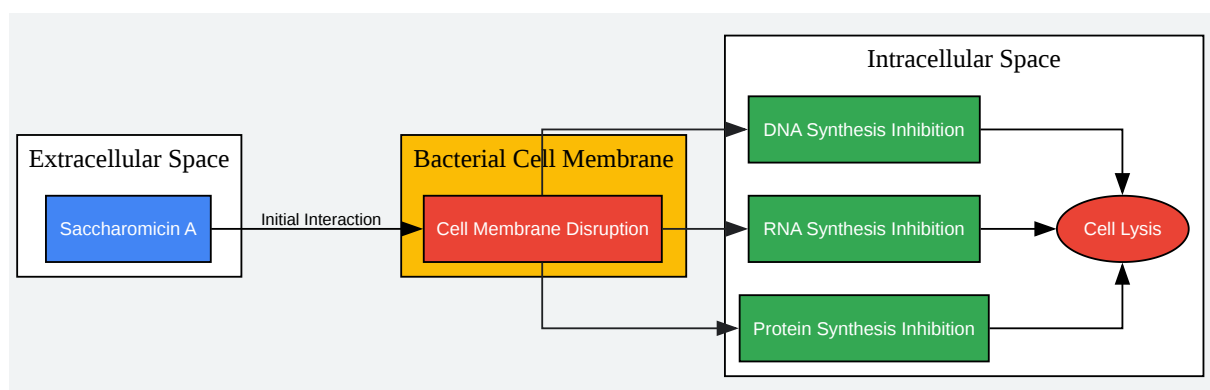 Extracellular Space
Saccharomicin A
Initial Interaction
Bacterial Cell Membrane
Cell Membrane Disruption
Intracellular Space
DNA Synthesis Inhibition
RNA Synthesis Inhibition
Protein Synthesis Inhibition
Cell Lysis